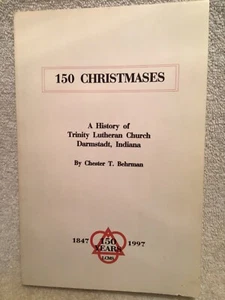 150 CHRISTMASES
A History of
Trinity Lutheran Church
Darmstadt, Indiana
By Chester T. Behrman
1847
150
YEARS
1997